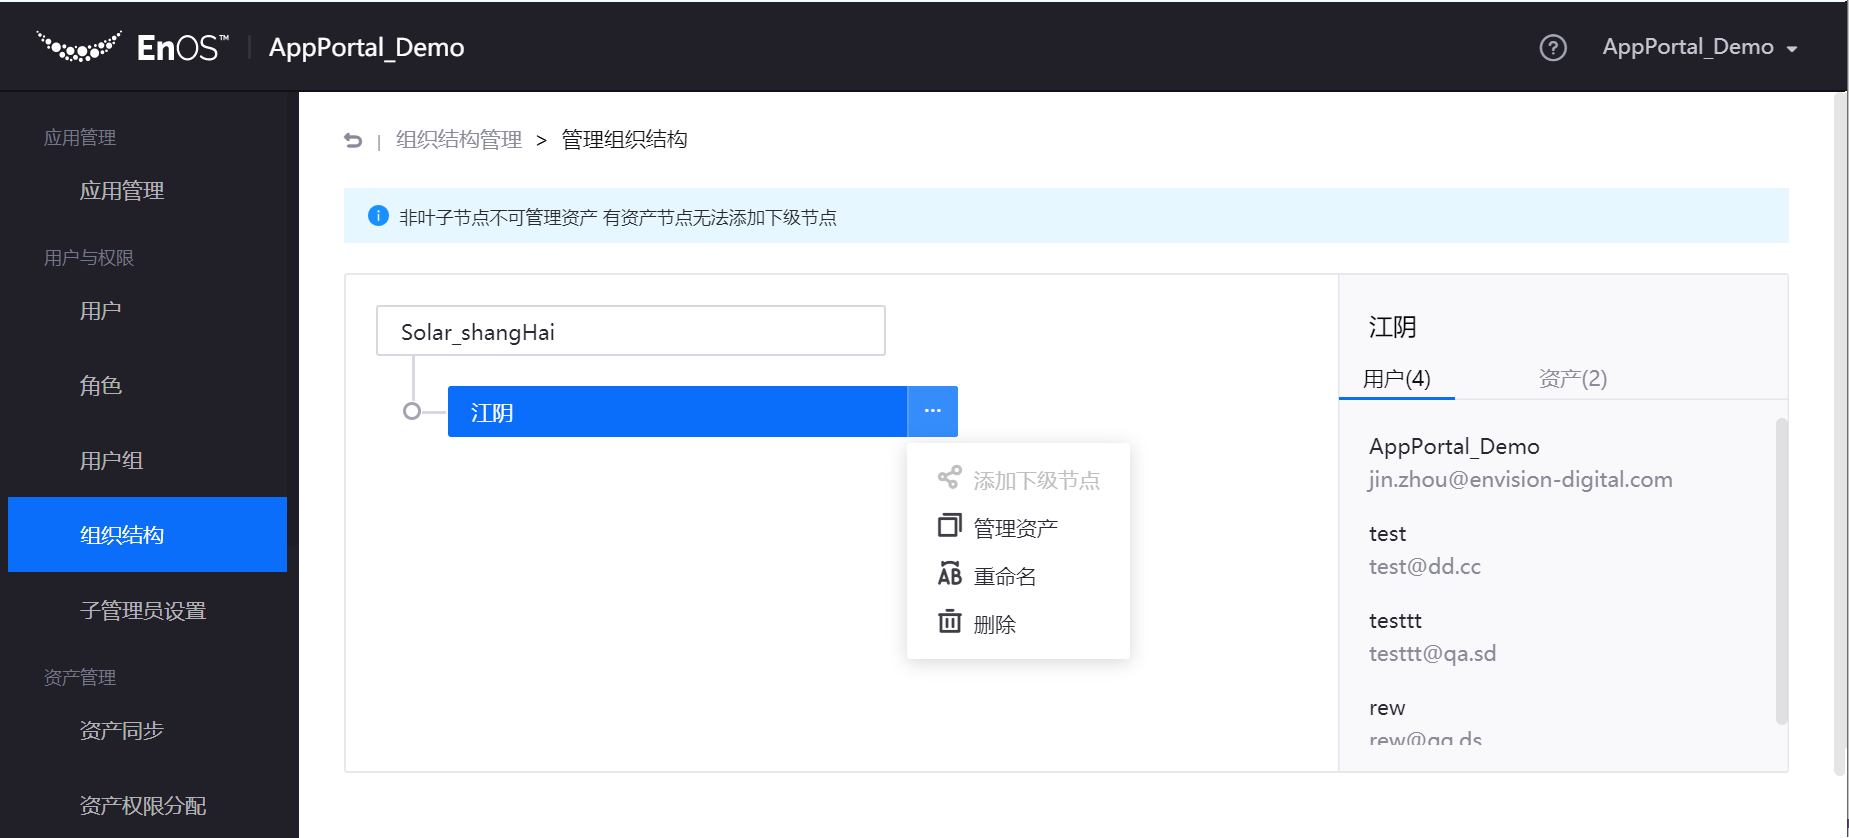 EnOS™ | AppPortal_Demo
AppPortal_Demo
应用管理
应用管理
用户与权限
用户
角色
用户组
组织结构
子管理员设置
资产管理
资产同步
资产权限分配
| 组织结构管理 > 管理组织结构
非叶子节点不可管理资产 有资产节点无法添加下级节点
Solar_shangHai
江阴
···
添加下级节点
管理资产
AB 重命名
删除
江阴
用户(4) 资产(2)
AppPortal_Demo
jin.zhou@envision-digital.com
test
test@dd.cc
testtt
testtt@qa.sd
rew
rew@qq.ds